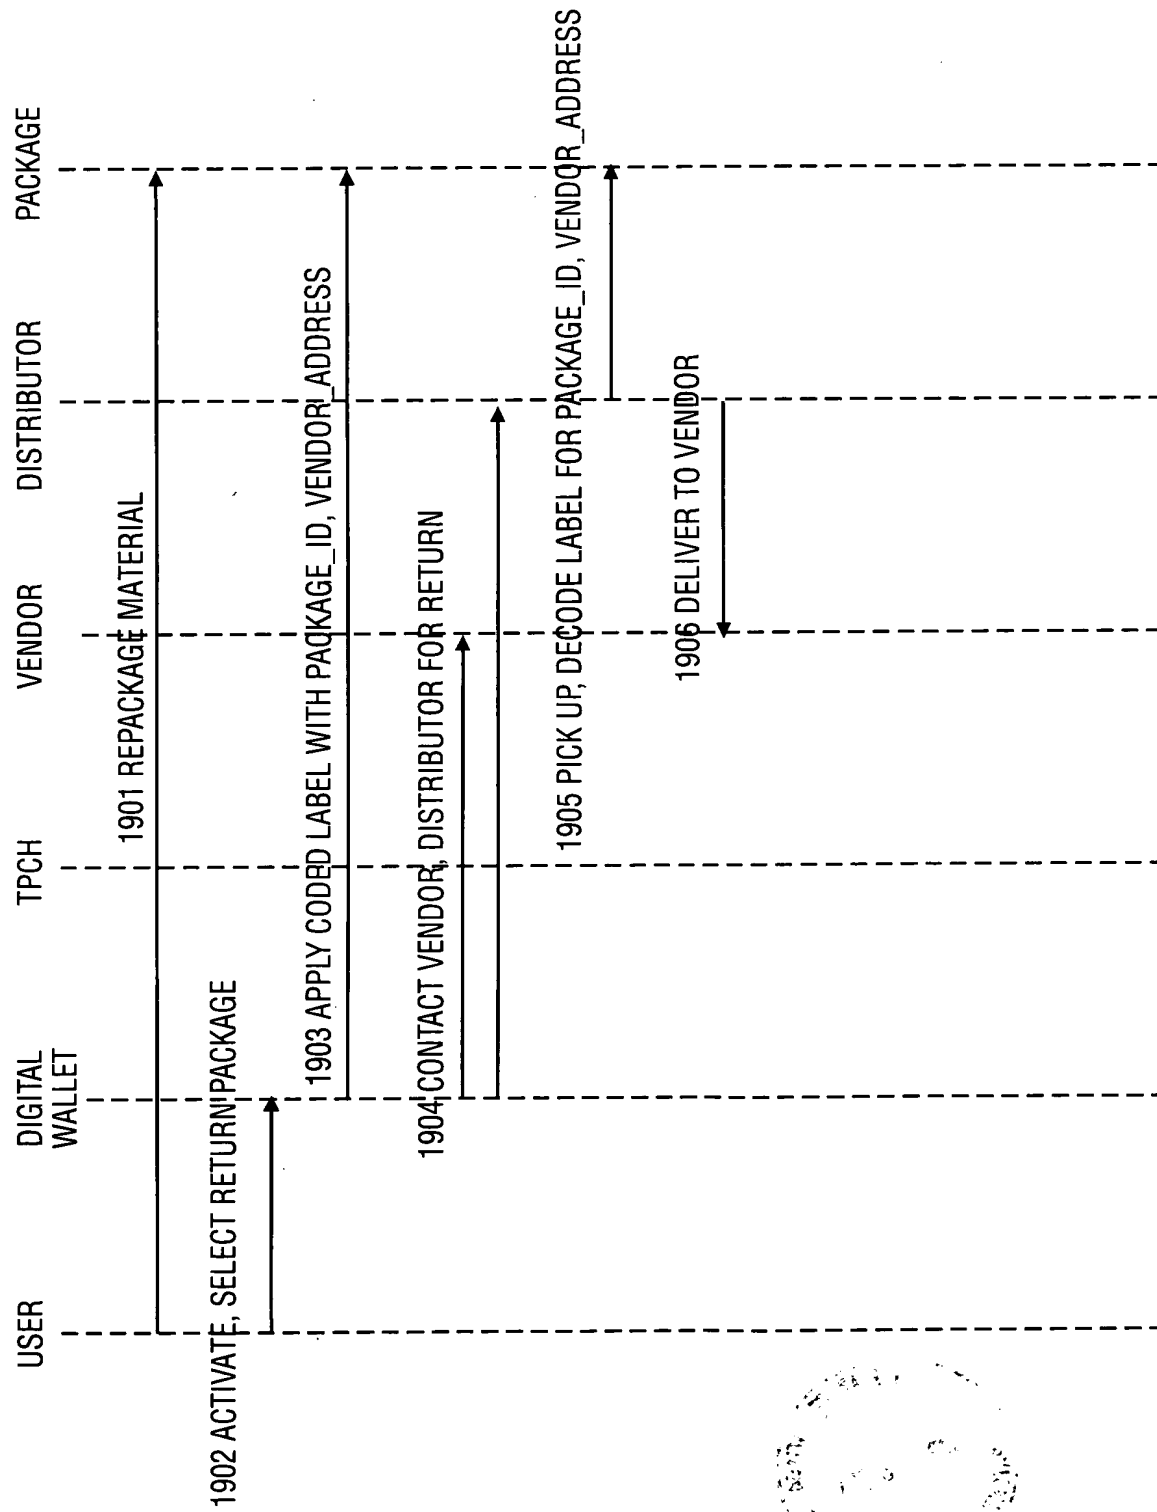 USER
DIGITAL
WALLET
TPCH
VENDOR
DISTRIBUTOR
PACKAGE
1901 REPACKAGE MATERIAL
1902 ACTIVATE, SELECT RETURN PACKAGE
1903 APPLY CODED LABEL WITH PACKAGE_ID, VENDOR_ADDRESS
1904 CONTACT VENDOR, DISTRIBUTOR FOR RETURN
1905 PICK UP, DECODE LABEL FOR PACKAGE_ID, VENDOR_ADDRESS
1906 DELIVER TO VENDOR